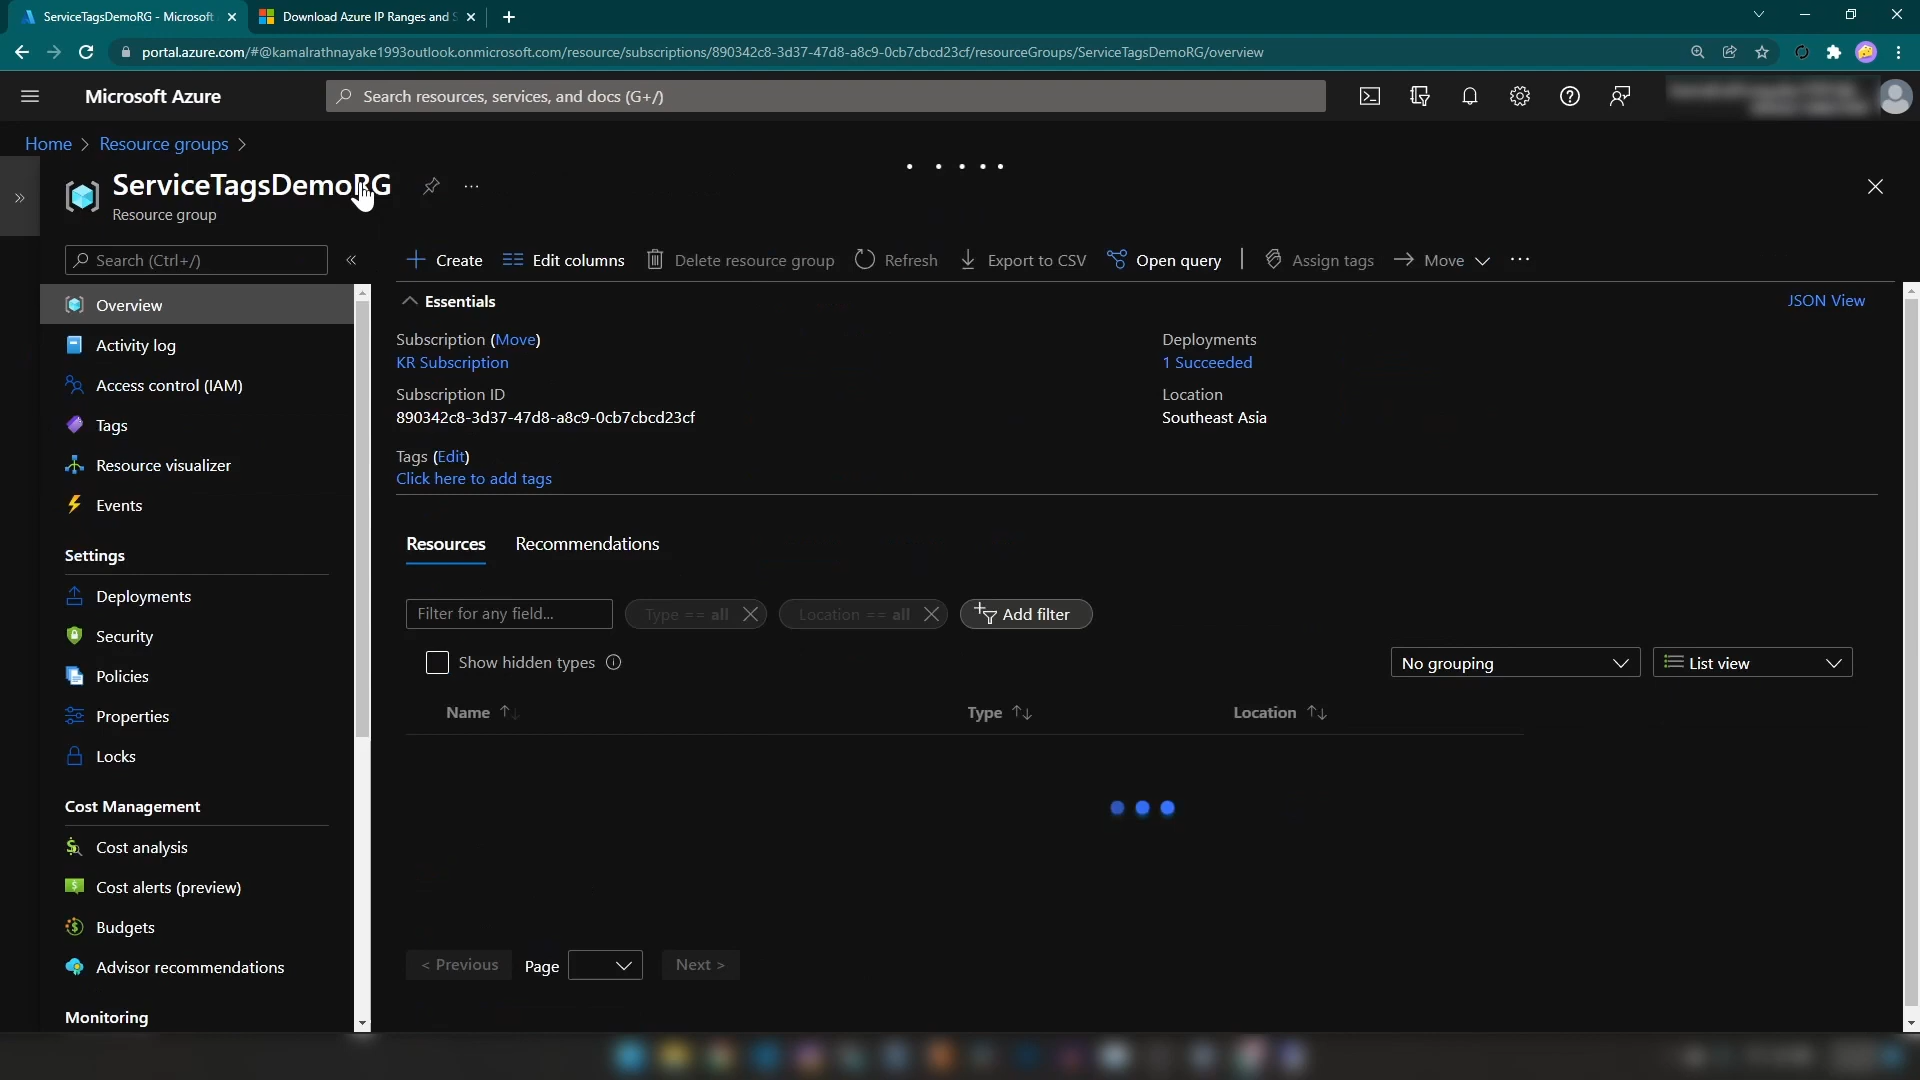 ServiceTagsDemoRG - Microsoft
Download Azure IP Ranges and S
portal.azure.com/#@kamalrathnayake1993outlook.onmicrosoft.com/resource/subscriptions/890342c8-3d37-47d8-a8c9-0cb7cbcd23cf/resourceGroups/ServiceTagsDemoRG/overview
Microsoft Azure
Search resources, services, and docs (G+/)
Home > Resource groups >
ServiceTagsDemoRG
Resource group
Search (Ctrl+/)
Create
Edit columns
Delete resource group
Refresh
Export to CSV
Open query
Assign tags
Move
Overview
Activity log
Access control (IAM)
Tags
Resource visualizer
Events
Settings
Deployments
Security
Policies
Properties
Locks
Cost Management
Cost analysis
Cost alerts (preview)
Budgets
Advisor recommendations
Monitoring
Essentials
JSON View
Subscription (Move)
KR Subscription
Subscription ID
890342c8-3d37-47d8-a8c9-0cb7cbcd23cf
Tags (Edit)
Click here to add tags
Deployments
1 Succeeded
Location
Southeast Asia
Resources
Recommendations
Filter for any field...
Type == all
Location == all
Add filter
Show hidden types
No grouping
List view
Name
Type
Location
< Previous
Page
Next >